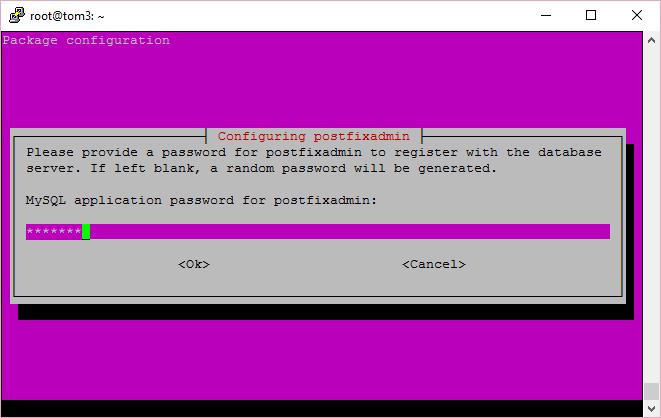 root@tom3: ~
Package configuration
Configuring postfixadmin
Please provide a password for postfixadmin to register with the database
server. If left blank, a random password will be generated.
MySQL application password for postfixadmin:
*******
<Ok> <Cancel>